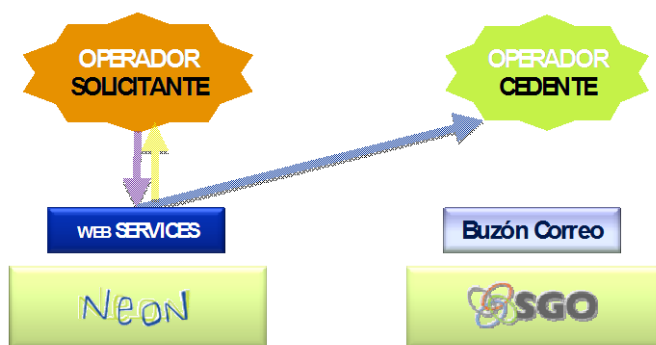 OPERADOR
SOLICITANTE
OPERADOR
CEDENTE
WEB SERVICES
Buzón Correo
NeON
SGO